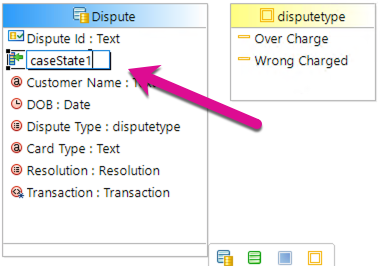 Dispute
Dispute Id : Text
caseState1
Customer Name : T
DOB : Date
Dispute Type : disputetype
Card Type : Text
Resolution : Resolution
Transaction : Transaction
disputetype
Over Charge
Wrong Charged